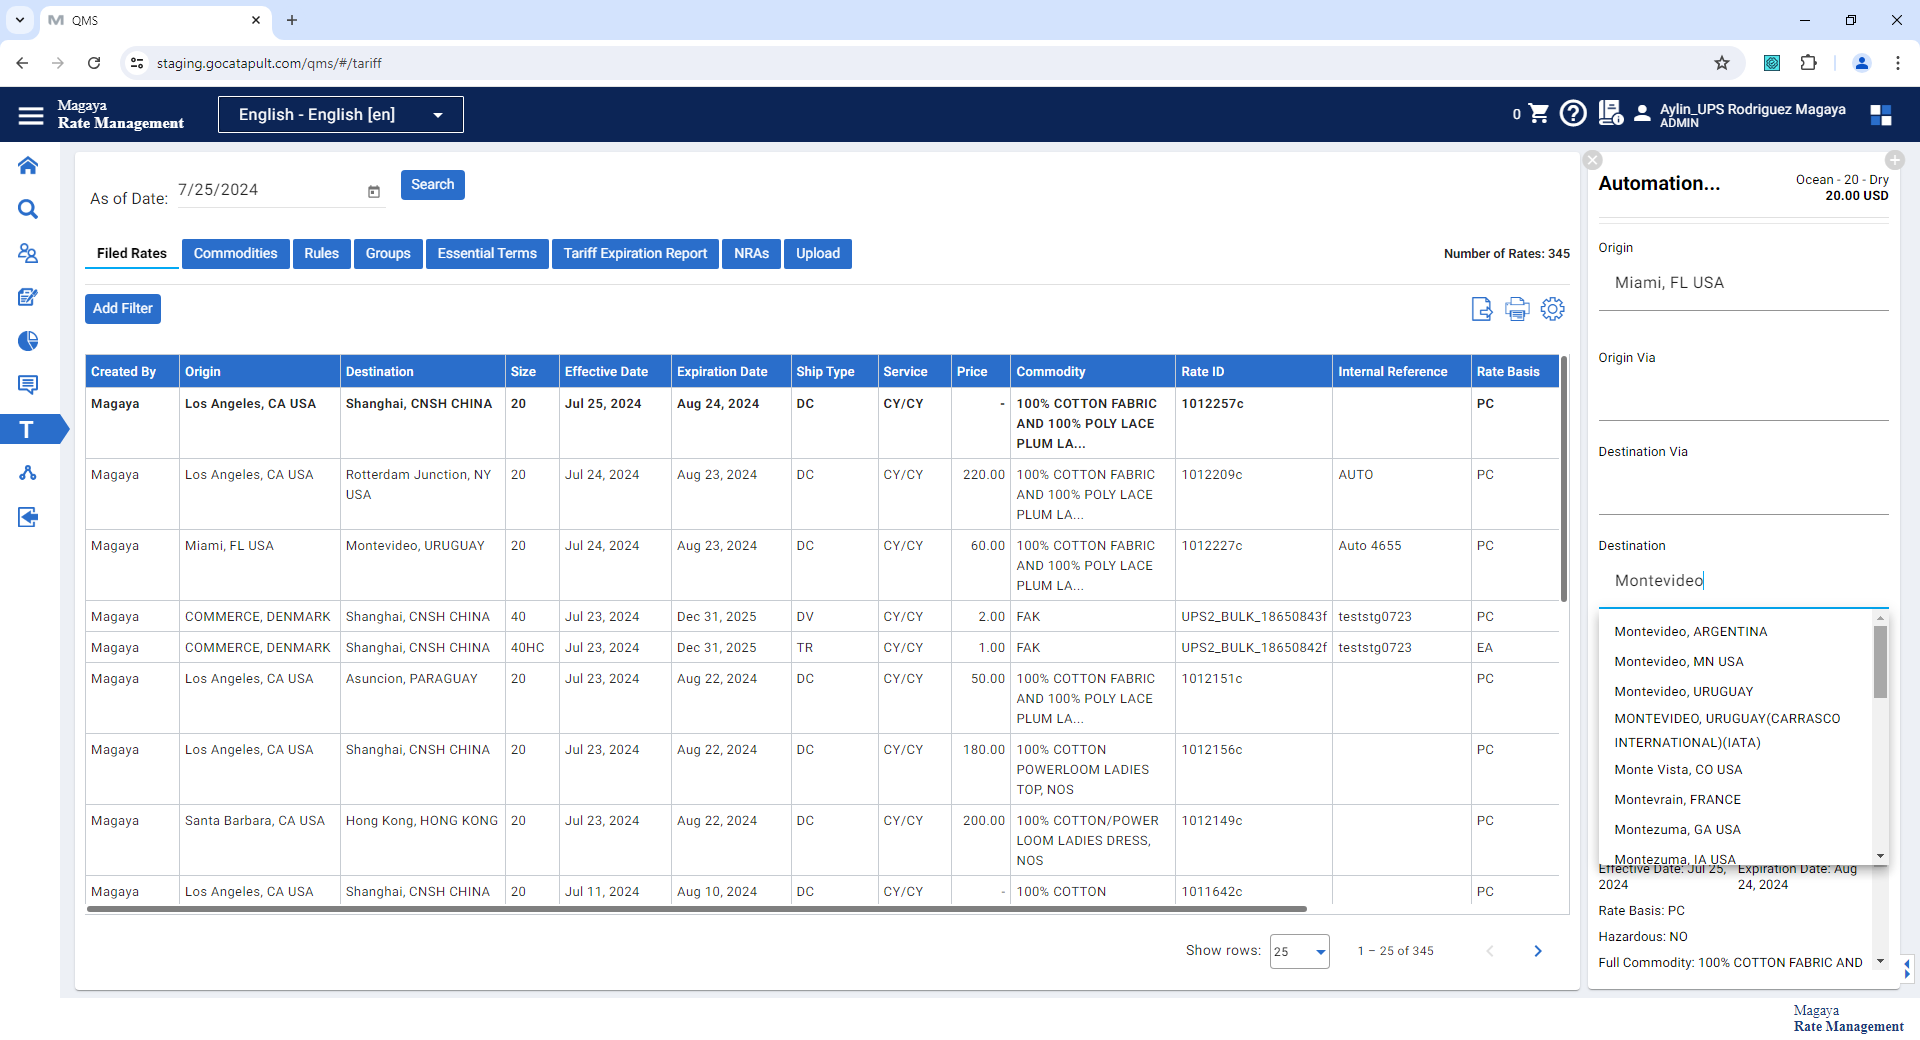 QMS
staging.gocatapult.com/qms/#/tariff
Magaya
Rate Management
English - English [en]
0
Aylin_UPS Rodriguez Magaya
ADMIN
As of Date: 7/25/2024
Search
Filed Rates Commodities Rules Groups Essential Terms Tariff Expiration Report NRAs Upload
Number of Rates: 345
Add Filter
Created By Origin Destination Size Effective Date Expiration Date Ship Type Service Price Commodity Rate ID Internal Reference Rate Basis
Magaya Los Angeles, CA USA Shanghai, CNSH CHINA 20 Jul 25, 2024 Aug 24, 2024 DC CY/CY - 100% COTTON FABRIC 1012257c PC
AND 100% POLY LACE
PLUM LA...
Magaya Los Angeles, CA USA Rotterdam Junction, NY 20 Jul 24, 2024 Aug 23, 2024 DC CY/CY 220.00 100% COTTON FABRIC 1012209c AUTO PC
USA AND 100% POLY LACE
PLUM LA...
Magaya Miami, FL USA Montevideo, URUGUAY 20 Jul 24, 2024 Aug 23, 2024 DC CY/CY 60.00 100% COTTON FABRIC 1012227c Auto 4655 PC
AND 100% POLY LACE
PLUM LA...
Magaya COMMERCE, DENMARK Shanghai, CNSH CHINA 40 Jul 23, 2024 Dec 31, 2025 DV CY/CY 2.00 FAK UPS2_BULK_18650843f teststg0723 PC
Magaya COMMERCE, DENMARK Shanghai, CNSH CHINA 40HC Jul 23, 2024 Dec 31, 2025 TR CY/CY 1.00 FAK UPS2_BULK_18650842f teststg0723 EA
Magaya Los Angeles, CA USA Asuncion, PARAGUAY 20 Jul 23, 2024 Aug 22, 2024 DC CY/CY 50.00 100% COTTON FABRIC 1012151c PC
AND 100% POLY LACE
PLUM LA...
Magaya Los Angeles, CA USA Shanghai, CNSH CHINA 20 Jul 23, 2024 Aug 22, 2024 DC CY/CY 180.00 100% COTTON 1012156c PC
POWERLOOM LADIES
TOP, NOS
Magaya Santa Barbara, CA USA Hong Kong, HONG KONG 20 Jul 23, 2024 Aug 22, 2024 DC CY/CY 200.00 100% COTTON/POWER 1012149c PC
LOOM LADIES DRESS,
NOS
Magaya Los Angeles, CA USA Shanghai, CNSH CHINA 20 Jul 11, 2024 Aug 10, 2024 DC CY/CY - 100% COTTON 1011642c PC
Show rows: 25 1 – 25 of 345
Automation...
Ocean - 20 - Dry
20.00 USD
Origin
Miami, FL USA
Origin Via
Destination Via
Destination
Montevideo
Montevideo, ARGENTINA
Montevideo, MN USA
Montevideo, URUGUAY
MONTEVIDEO, URUGUAY(CARRASCO
INTERNATIONAL)(IATA)
Monte Vista, CO USA
Montevrain, FRANCE
Montezuma, GA USA
Montezuma, IA USA
Effective Date: Jul 25, Expiration Date: Aug
2024 24, 2024
Rate Basis: PC
Hazardous: NO
Full Commodity: 100% COTTON FABRIC AND
Magaya
Rate Management